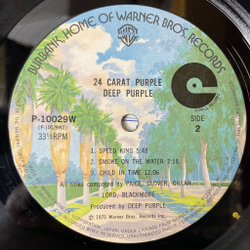 BURBANK, HOME OF WARNER BROS. RECORDS
24 CARAT PURPLE
DEEP PURPLE
P-10029W
33⅓RPM
SIDE
2
1. SPEED KING 5:49
2. SMOKE ON THE WATER 7:18
3. CHILD IN TIME 12:06
All titles composed by PAICE, GLOVER, GILLAN,
LORD, BLACKMORE
Produced by DEEP PURPLE
℗ 1975 Warner Bros. Records Inc.